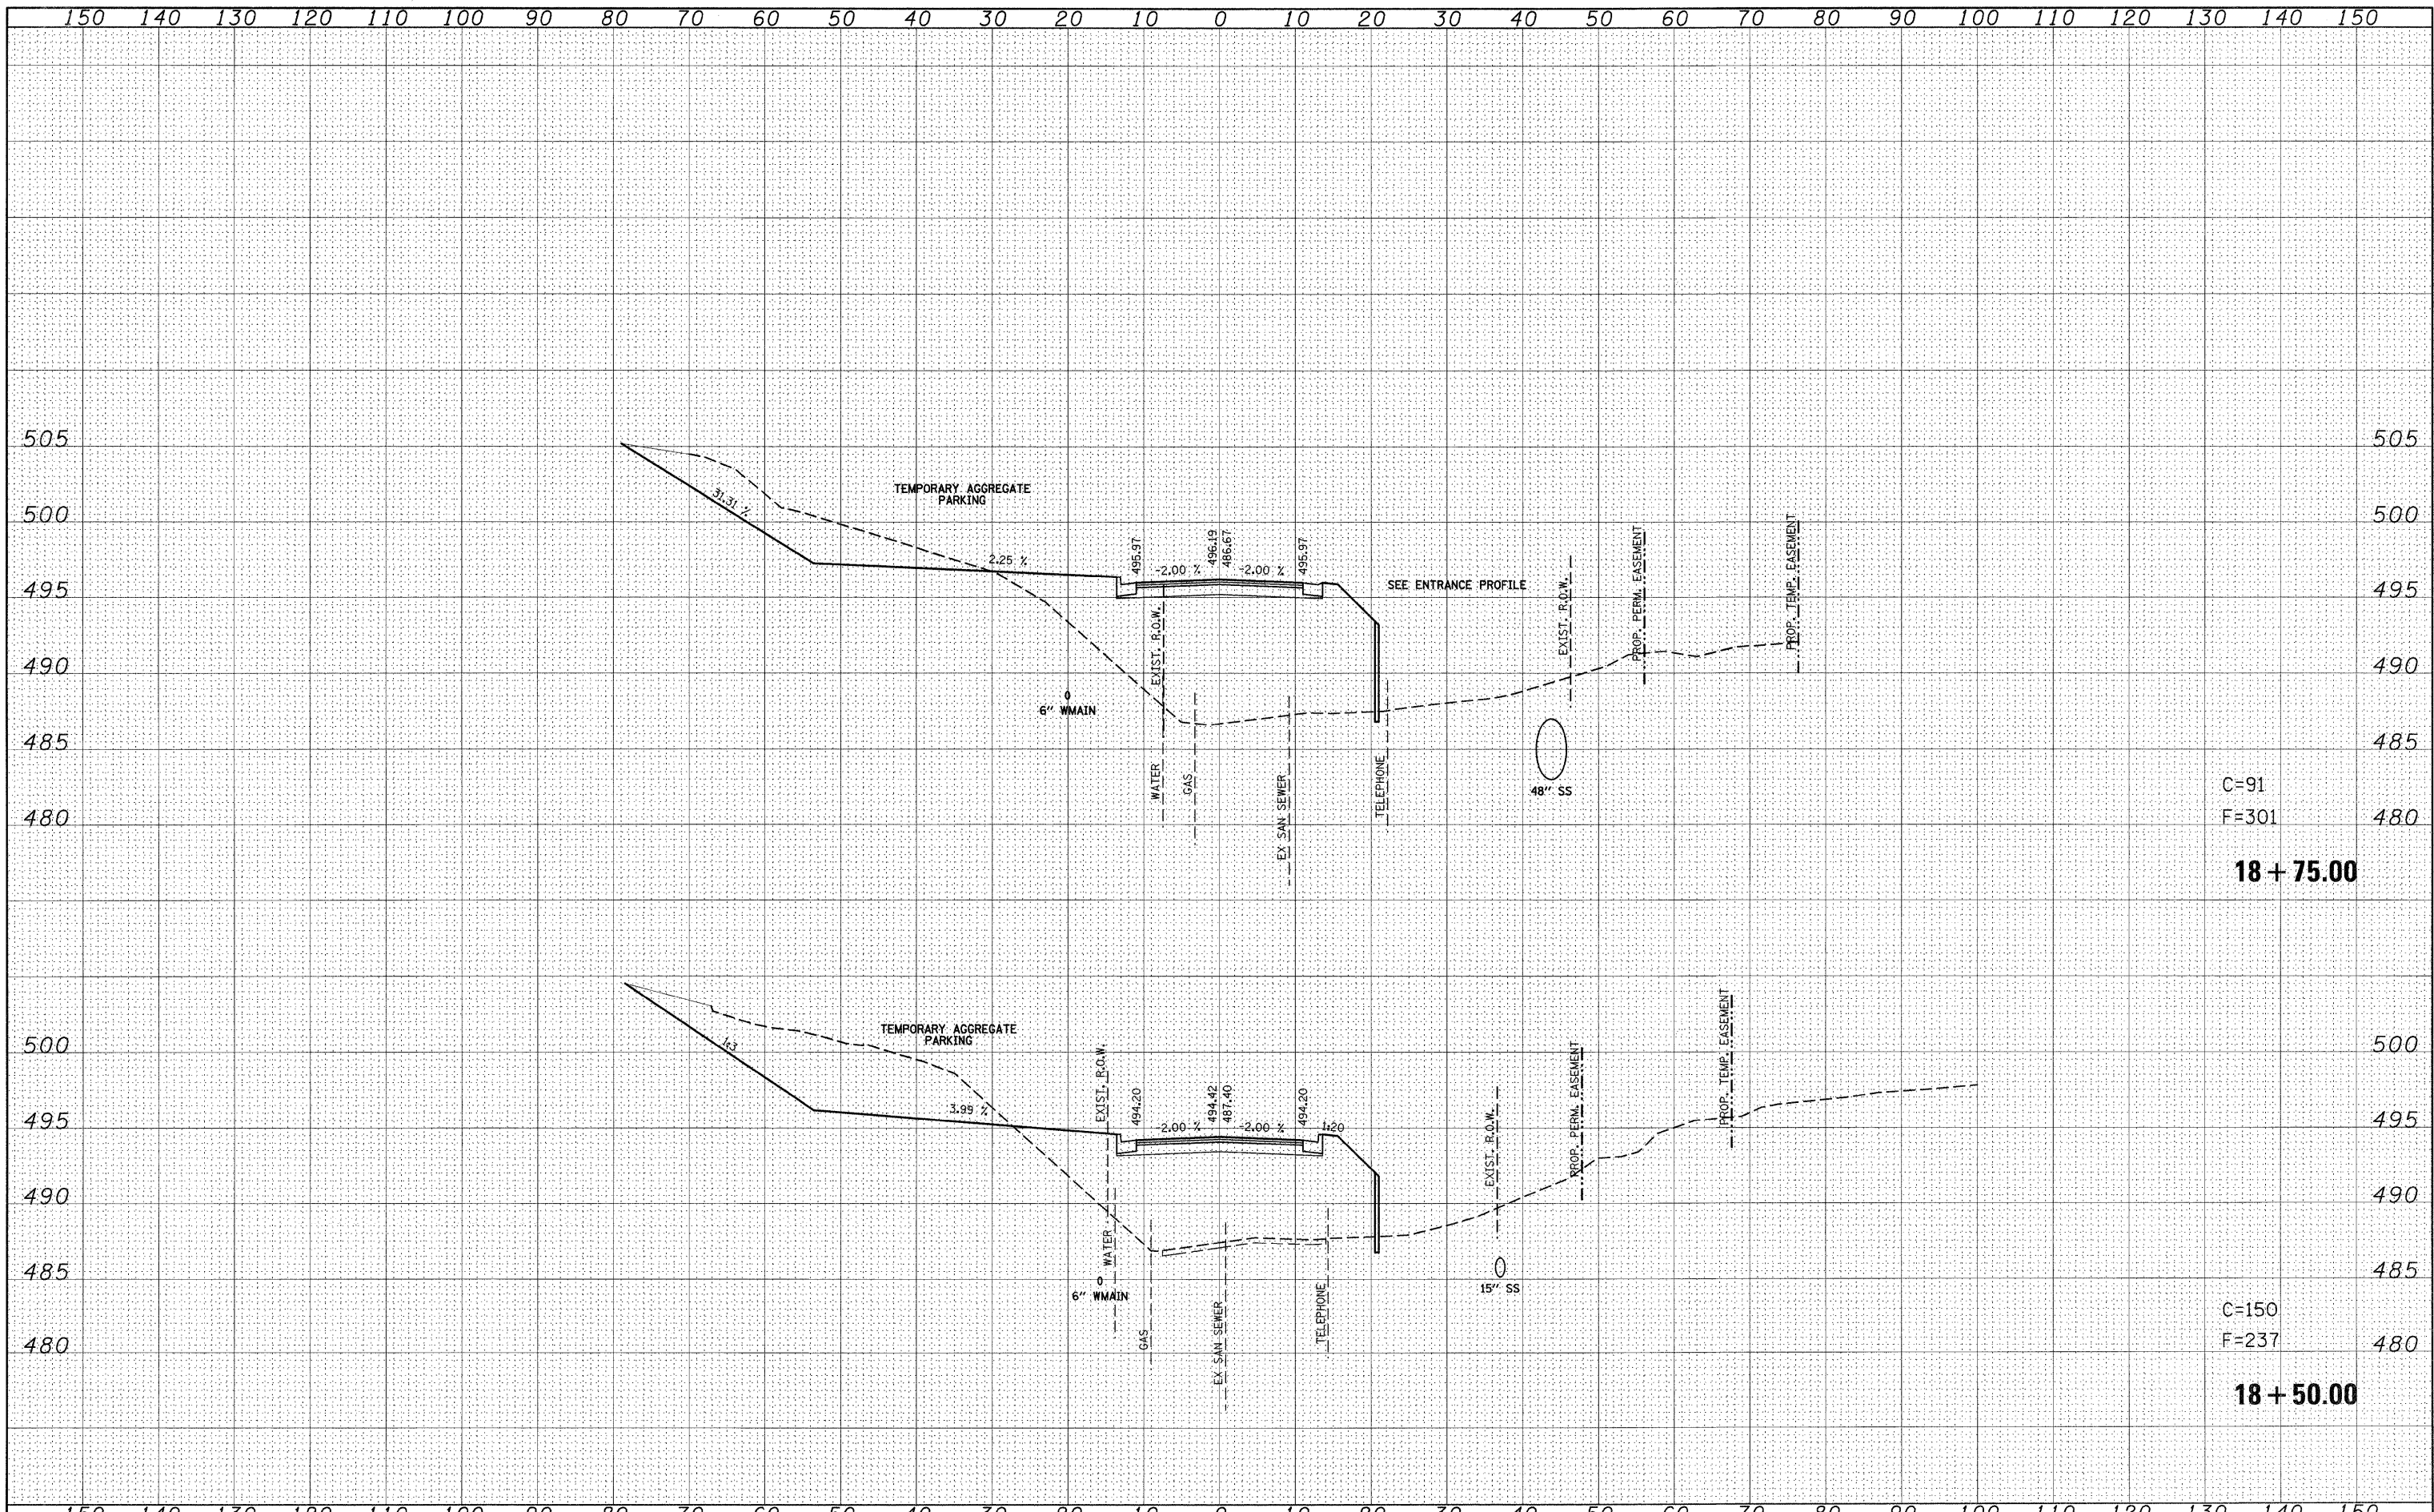 150 140 130 120 110 100 90 80 70 60 50 40 30 20 10 0 10 20 30 40 50 60 70 80 90 100 110 120 130 140 150
505 505
TEMPORARY AGGREGATE
PARKING
31.31 %
500 500
2.25 %
495.97
-2.00 %
496.19
486.67
-2.00 %
495.97
SEE ENTRANCE PROFILE
EXIST. R.O.W.
PROP. PERM. EASEMENT
PROP. TEMP. EASEMENT
495 495
EXIST. R.O.W.
490 490
0
6" WMAIN
485 485
WATER
GAS
EX SAN SEWER
TELEPHONE
48" SS
C=91
F=301
480 480
18 + 75.00
TEMPORARY AGGREGATE
PARKING
1:3
500 500
3.99 %
EXIST. R.O.W.
494.20
-2.00 %
494.42
487.40
-2.00 %
494.20
1:20
EXIST. R.O.W.
PROP. PERM. EASEMENT
PROP. TEMP. EASEMENT
495 495
490 490
WATER
0
6" WMAIN
485 485
GAS
EX SAN SEWER
TELEPHONE
15" SS
C=150
F=237
480 480
18 + 50.00
150 140 130 120 110 100 90 80 70 60 50 40 30 20 10 0 10 20 30 40 50 60 70 80 90 100 110 120 130 140 150